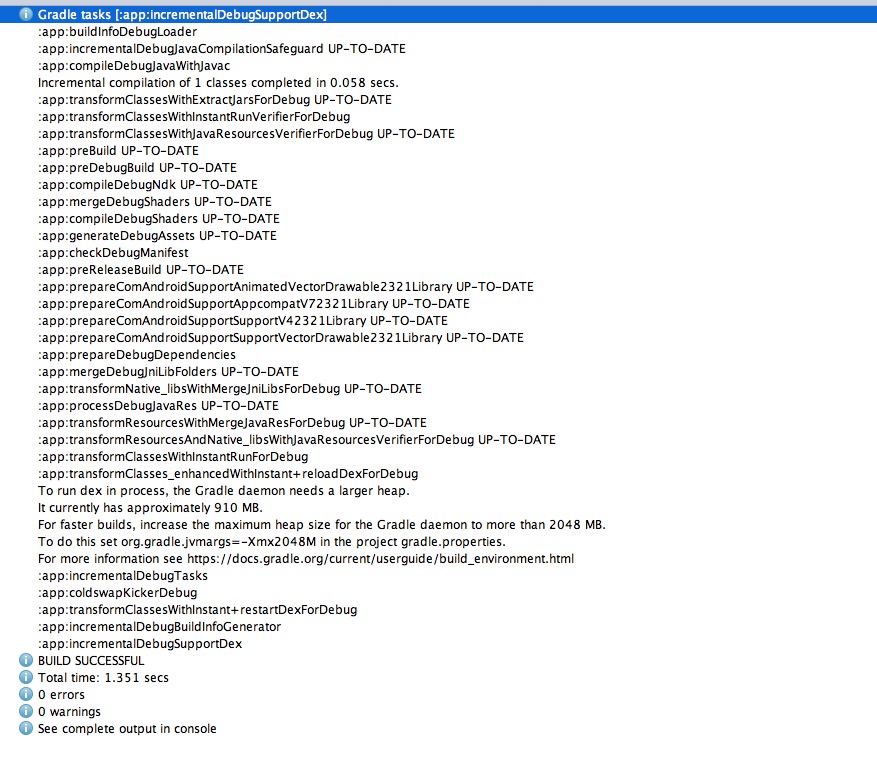 Gradle tasks [:app:incrementalDebugSupportDex]
:app:buildInfoDebugLoader
:app:incrementalDebugJavaCompilationSafeguard UP-TO-DATE
:app:compileDebugJavaWithJavac
Incremental compilation of 1 classes completed in 0.058 secs.
:app:transformClassesWithExtractJarsForDebug UP-TO-DATE
:app:transformClassesWithInstantRunVerifierForDebug
:app:transformClassesWithJavaResourcesVerifierForDebug UP-TO-DATE
:app:preBuild UP-TO-DATE
:app:preDebugBuild UP-TO-DATE
:app:compileDebugNdk UP-TO-DATE
:app:mergeDebugShaders UP-TO-DATE
:app:compileDebugShaders UP-TO-DATE
:app:generateDebugAssets UP-TO-DATE
:app:checkDebugManifest
:app:preReleaseBuild UP-TO-DATE
:app:prepareComAndroidSupportAnimatedVectorDrawable2321Library UP-TO-DATE
:app:prepareComAndroidSupportAppcompatV72321Library UP-TO-DATE
:app:prepareComAndroidSupportSupportV42321Library UP-TO-DATE
:app:prepareComAndroidSupportSupportVectorDrawable2321Library UP-TO-DATE
:app:prepareDebugDependencies
:app:mergeDebugJniLibFolders UP-TO-DATE
:app:transformNative_libsWithMergeJniLibsForDebug UP-TO-DATE
:app:processDebugJavaRes UP-TO-DATE
:app:transformResourcesWithMergeJavaResForDebug UP-TO-DATE
:app:transformResourcesAndNative_libsWithJavaResourcesVerifierForDebug UP-TO-DATE
:app:transformClassesWithInstantRunForDebug
:app:transformClasses_enhancedWithInstant+reloadDexForDebug
To run dex in process, the Gradle daemon needs a larger heap.
It currently has approximately 910 MB.
For faster builds, increase the maximum heap size for the Gradle daemon to more than 2048 MB.
To do this set org.gradle.jvmargs=-Xmx2048M in the project gradle.properties.
For more information see https://docs.gradle.org/current/userguide/build_environment.html
:app:incrementalDebugTasks
:app:coldswapKickerDebug
:app:transformClassesWithInstant+restartDexForDebug
:app:incrementalDebugBuildInfoGenerator
:app:incrementalDebugSupportDex
BUILD SUCCESSFUL
Total time: 1.351 secs
0 errors
0 warnings
See complete output in console